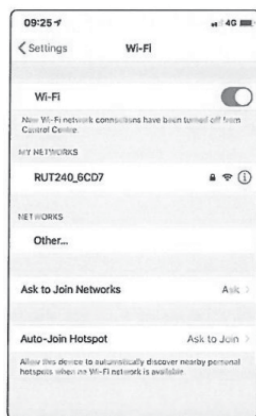 09:25
4G
Settings
Wi-Fi
Wi-Fi
New Wi-Fi network connections have been turned off from
Control Centre.
MY NETWORKS
RUT240_6CD7
NETWORKS
Other...
Ask to Join Networks
Ask
Auto-Join Hotspot
Ask to Join
Allow this device to automatically discover nearby personal
hotspots when no Wi-Fi network is available.